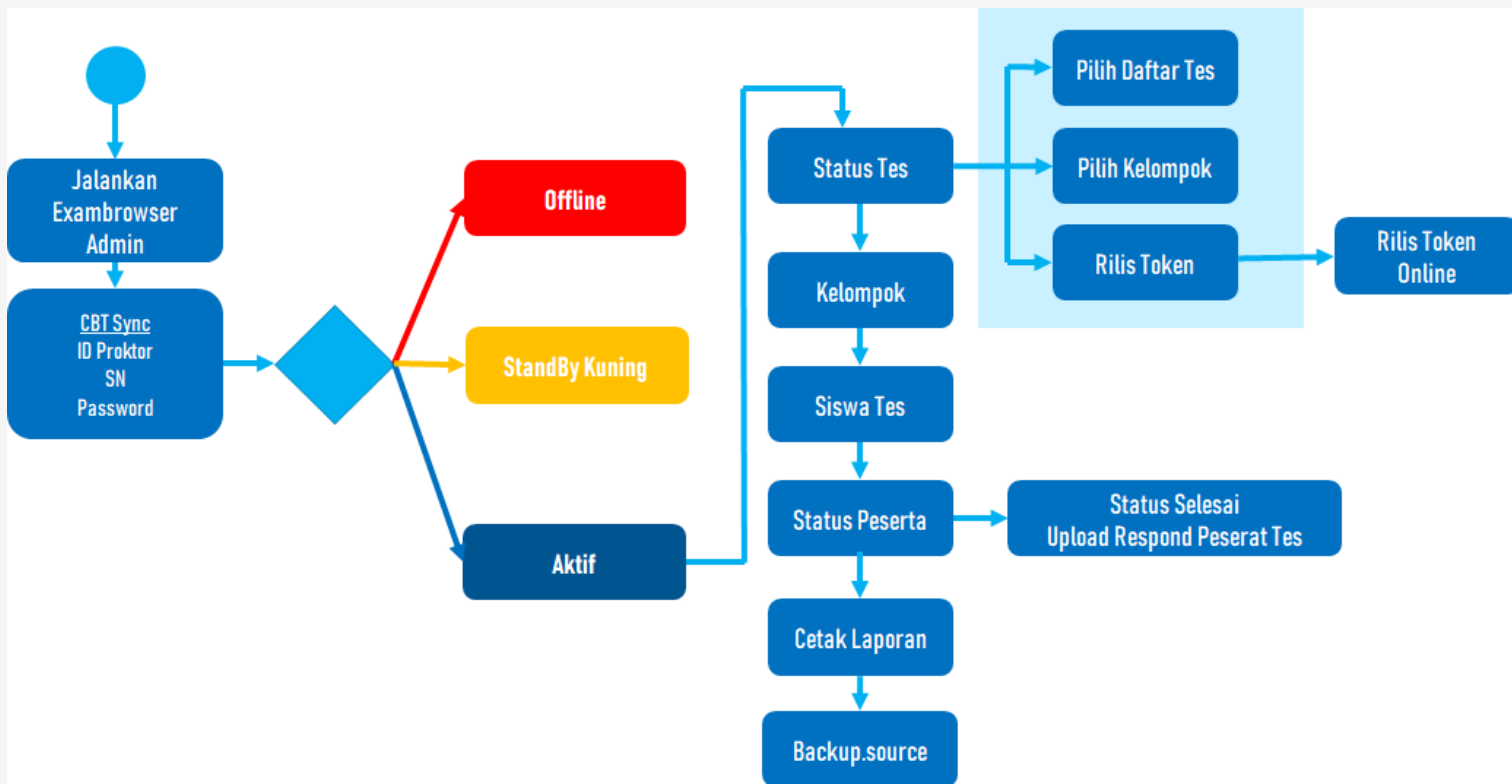 Jalankan
Exambrowser
Admin
CBT Sync
ID Proktor
SN
Password
Offline
StandBy Kuning
Aktif
Status Tes
Kelompok
Siswa Tes
Status Peserta
Cetak Laporan
Backup.source
Pilih Daftar Tes
Pilih Kelompok
Rilis Token
Rilis Token
Online
Status Selesai
Upload Respond Peserat Tes